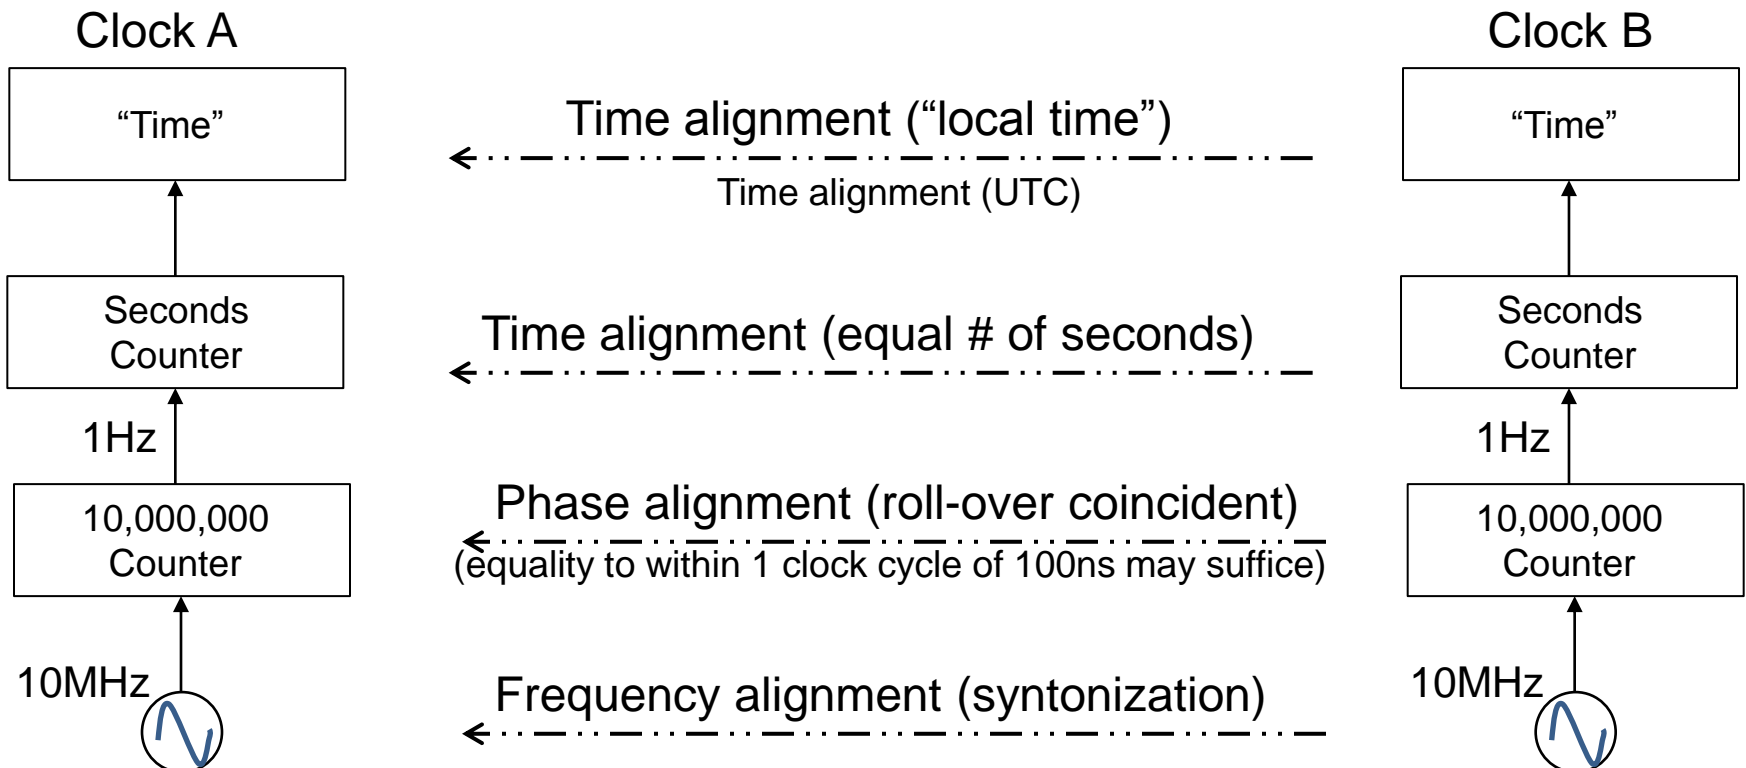 Clock A
Clock B
“Time”
Time alignment (“local time”)
“Time”
Time alignment (UTC)
Seconds
Counter
Time alignment (equal # of seconds)
Seconds
Counter
1Hz
1Hz
10,000,000
Counter
Phase alignment (roll-over coincident)
(equality to within 1 clock cycle of 100ns may suffice)
10,000,000
Counter
10MHz
Frequency alignment (syntonization)
10MHz